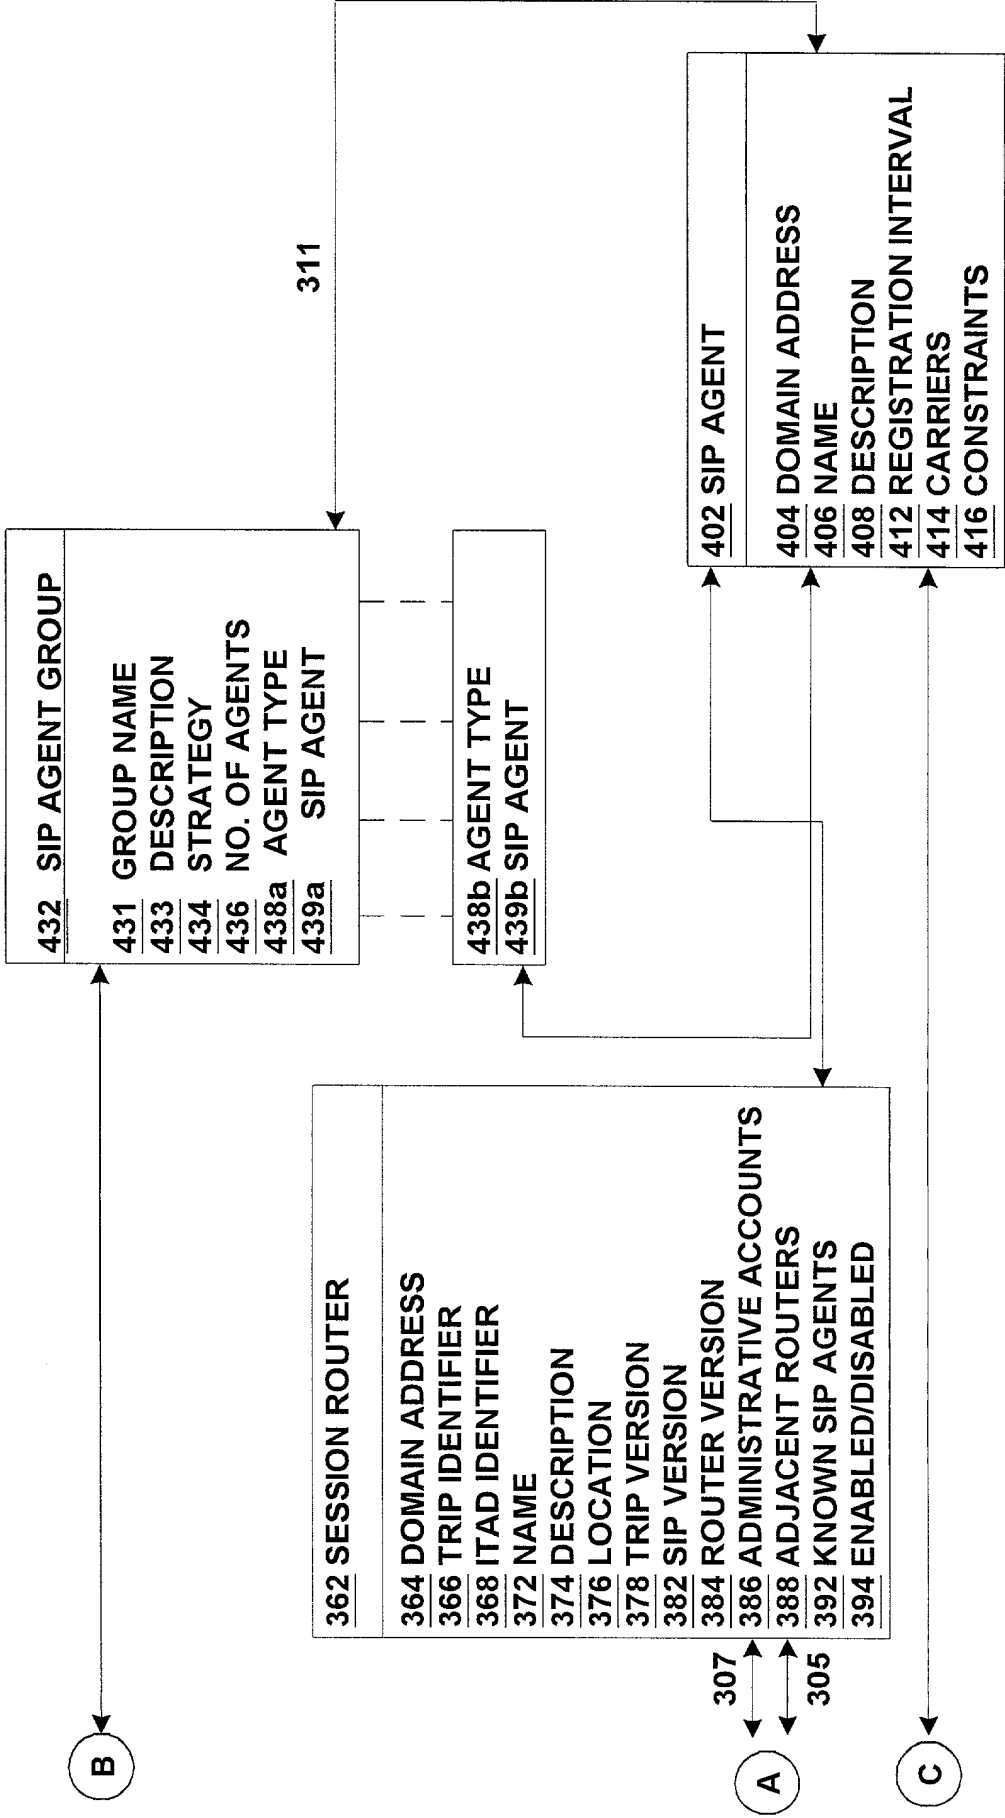 B
432 SIP AGENT GROUP
431 GROUP NAME
433 DESCRIPTION
434 STRATEGY
436 NO. OF AGENTS
438a AGENT TYPE
439a SIP AGENT
311
438b AGENT TYPE
439b SIP AGENT
362 SESSION ROUTER
364 DOMAIN ADDRESS
366 TRIP IDENTIFIER
368 ITAD IDENTIFIER
372 NAME
374 DESCRIPTION
376 LOCATION
378 TRIP VERSION
382 SIP VERSION
384 ROUTER VERSION
386 ADMINISTRATIVE ACCOUNTS
388 ADJACENT ROUTERS
392 KNOWN SIP AGENTS
394 ENABLED/DISABLED
307
305
A
402 SIP AGENT
404 DOMAIN ADDRESS
406 NAME
408 DESCRIPTION
412 REGISTRATION INTERVAL
414 CARRIERS
416 CONSTRAINTS
C